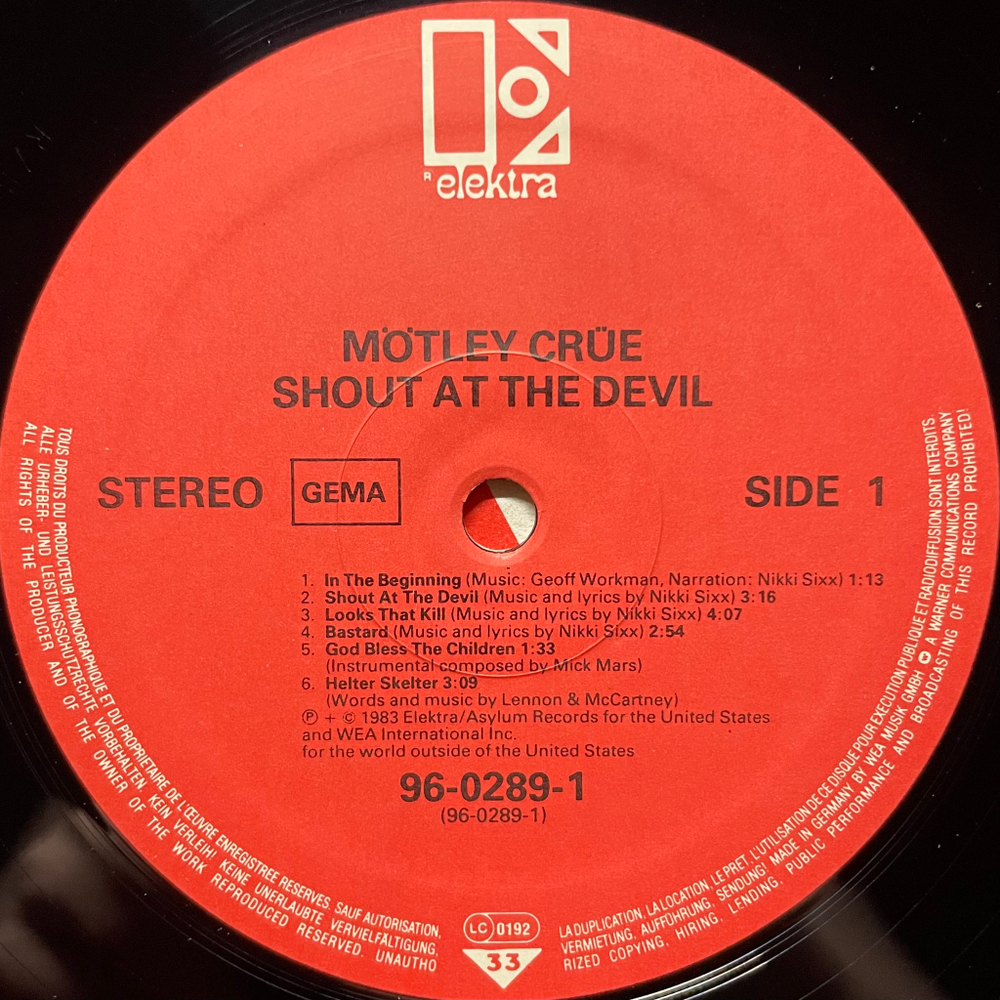 R elektra
MÖTLEY CRÜE
SHOUT AT THE DEVIL
STEREO
GEMA
SIDE 1
1. In The Beginning (Music: Geoff Workman, Narration: Nikki Sixx) 1:13
2. Shout At The Devil (Music and lyrics by Nikki Sixx) 3:16
3. Looks That Kill (Music and lyrics by Nikki Sixx) 4:07
4. Bastard (Music and lyrics by Nikki Sixx) 2:54
5. God Bless The Children 1:33
(Instrumental composed by Mick Mars)
6. Helter Skelter 3:09
(Words and music by Lennon & McCartney)
℗ + © 1983 Elektra/Asylum Records for the United States
and WEA International Inc.
for the world outside of the United States
96-0289-1
(96-0289-1)
TOUS DROITS DU PRODUCTEUR PHONOGRAPHIQUE ET DU PROPRIETAIRE DE L'ŒUVRE ENREGISTREE RESERVES. SAUF AUTORISATION,
LA DUPLICATION, LA LOCATION, LE PRET, L'UTILISATION DE CE DISQUE POUR EXECUTION PUBLIQUE ET RADIODIFFUSION SONT INTERDITS.
ALLE URHEBER- UND LEISTUNGSSCHUTZRECHTE VORBEHALTEN. KEIN VERLEIH! KEINE UNERLAUBTE VERVIELFÄLTIGUNG,
VERMIETUNG, AUFFÜHRUNG, SENDUNG! MADE IN GERMANY BY WEA MUSIK GMBH A WARNER COMMUNICATIONS COMPANY
ALL RIGHTS OF THE PRODUCER AND OF THE OWNER OF THE WORK REPRODUCED RESERVED. UNAUTHO
RIZED COPYING, HIRING, LENDING, PUBLIC PERFORMANCE AND BROADCASTING OF THIS RECORD PROHIBITED!
LC 0192
33